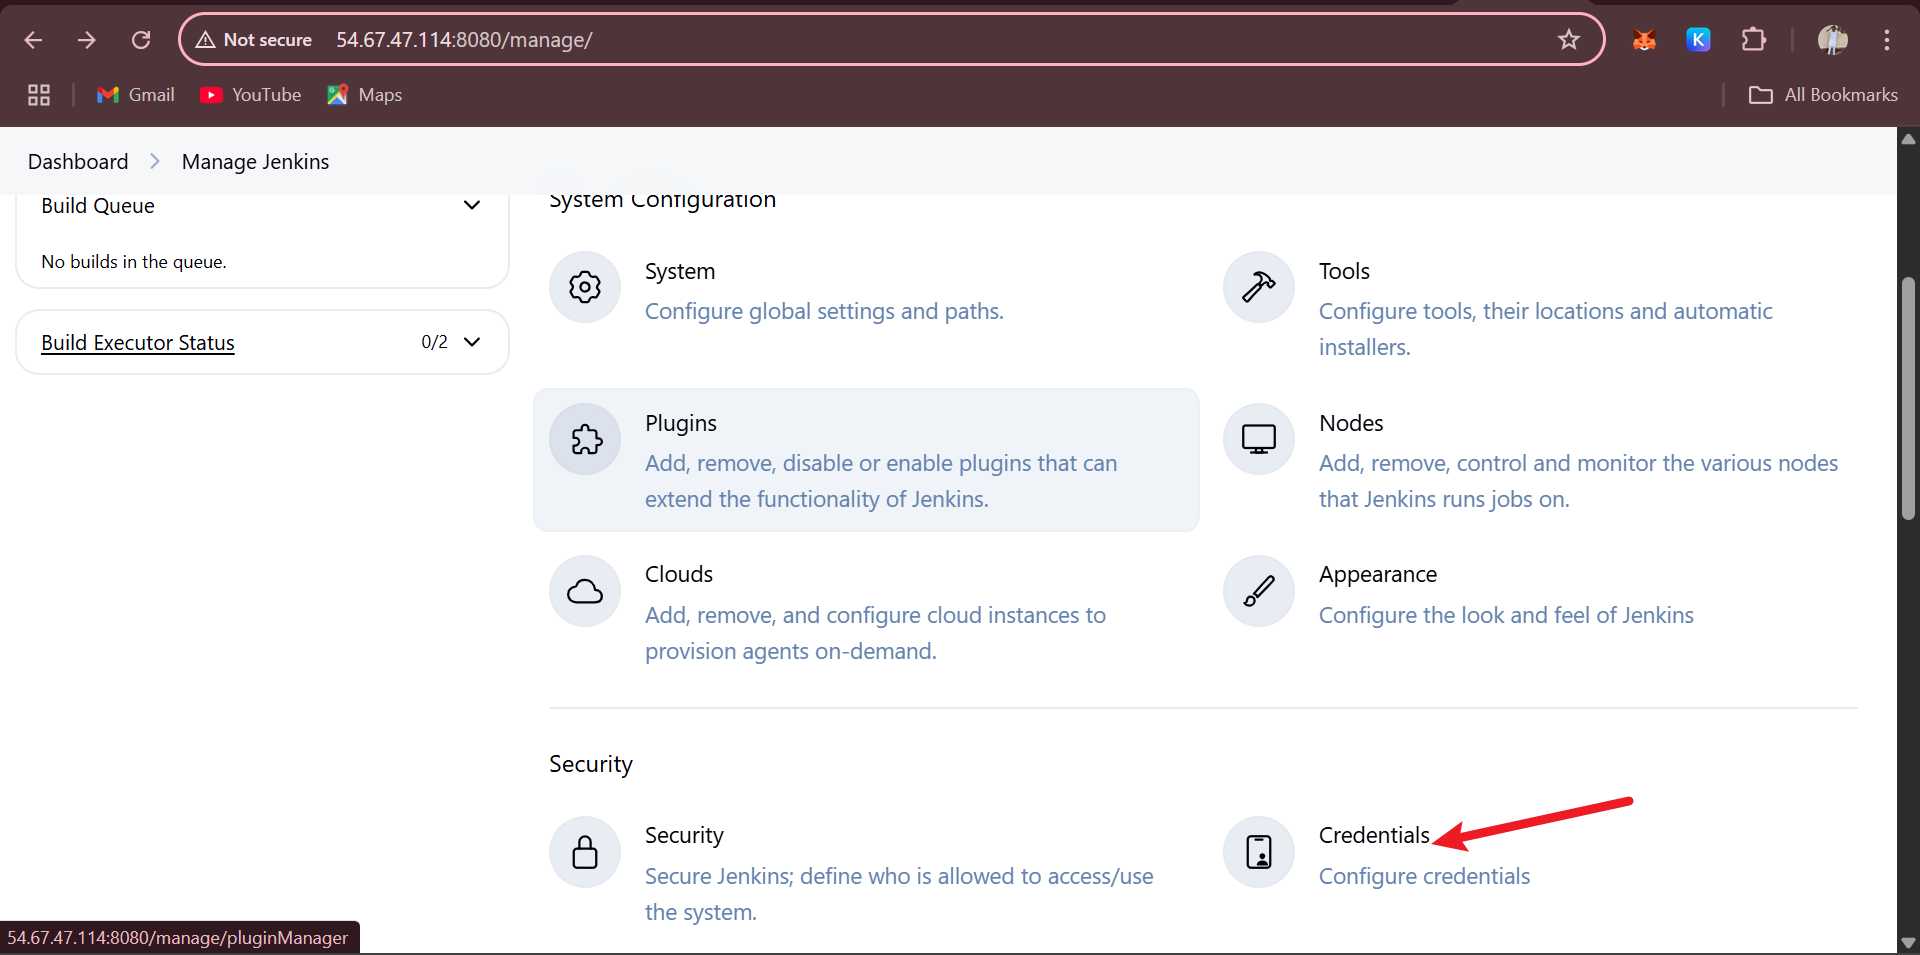 Not secure 54.67.47.114:8080/manage/
K
Gmail YouTube Maps All Bookmarks
Dashboard Manage Jenkins
Build Queue
No builds in the queue.
Build Executor Status 0/2
System Configuration
System
Configure global settings and paths.
Tools
Configure tools, their locations and automatic
installers.
Plugins
Add, remove, disable or enable plugins that can
extend the functionality of Jenkins.
Nodes
Add, remove, control and monitor the various nodes
that Jenkins runs jobs on.
Clouds
Add, remove, and configure cloud instances to
provision agents on-demand.
Appearance
Configure the look and feel of Jenkins
Security
Security
Secure Jenkins; define who is allowed to access/use
the system.
Credentials
Configure credentials
54.67.47.114:8080/manage/pluginManager